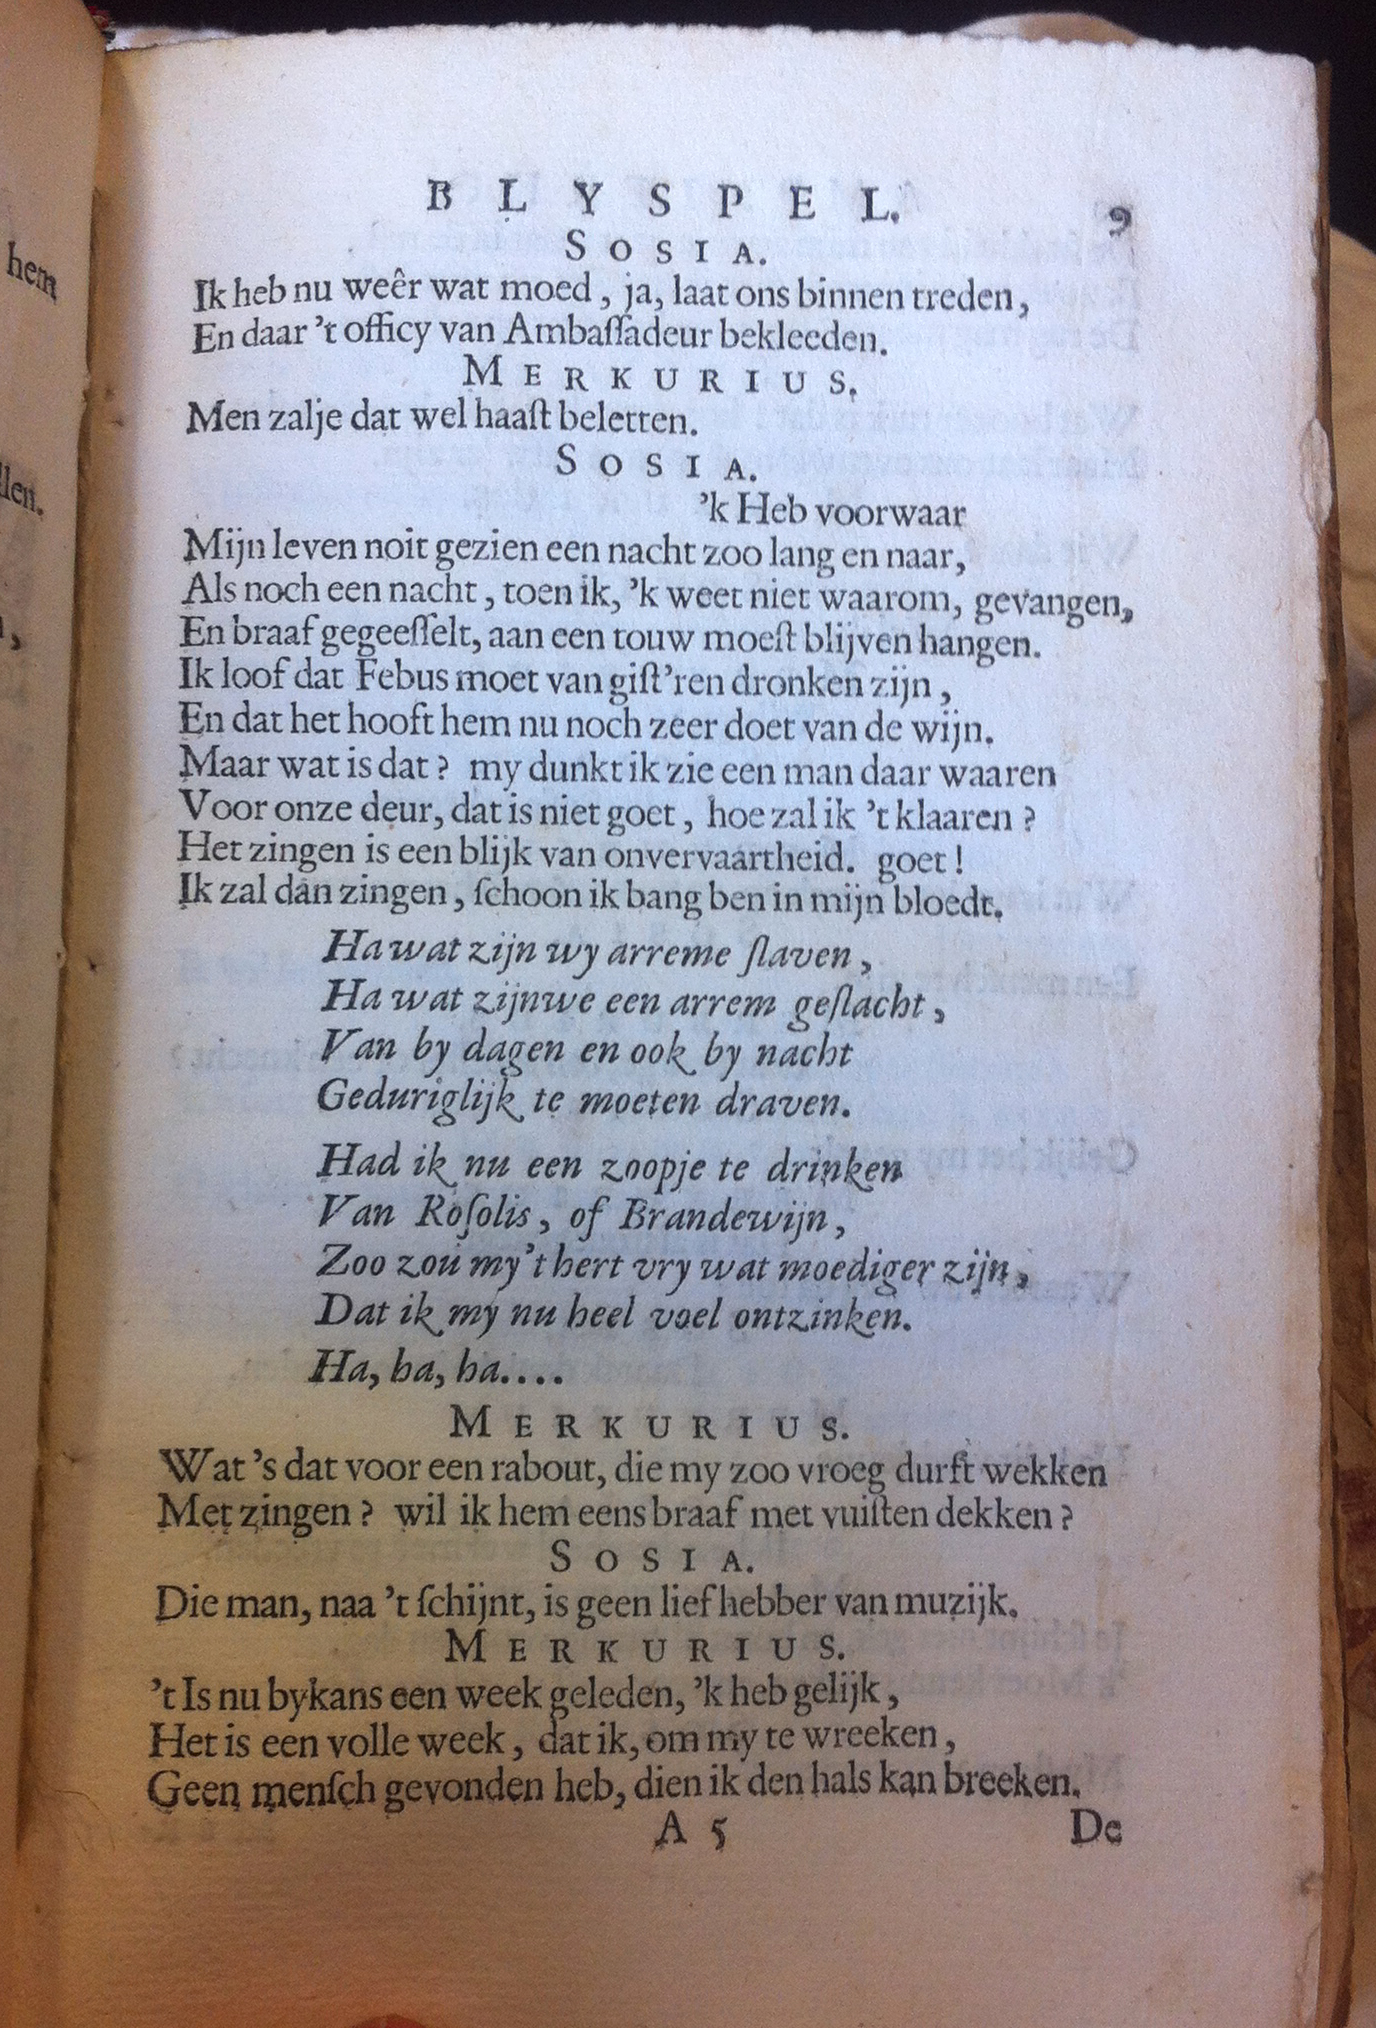 hem
llen.
BLYSPEL. 9
SOSIA.
Ik heb nu weêr wat moed, ja, laat ons binnen treden,
En daar 't officy van Ambaſſadeur bekleeden.
MERKURIUS.
Men zalje dat wel haaſt beletten.
SOSIA.
'k Heb voorwaar
Mijn leven noit gezien een nacht zoo lang en naar,
Als noch een nacht, toen ik, 'k weet niet waarom, gevangen,
En braaf gegeeſſelt, aan een touw moeſt blijven hangen.
Ik loof dat Febus moet van giſt'ren dronken zijn,
En dat het hooft hem nu noch zeer doet van de wijn.
Maar wat is dat? my dunkt ik zie een man daar waaren
Voor onze deur, dat is niet goet, hoe zal ik 't klaaren?
Het zingen is een blijk van onvervaartheid. goet!
Ik zal dan zingen, ſchoon ik bang ben in mijn bloedt.
Ha wat zijn wy arreme ſlaven,
Ha wat zijnwe een arrem geſlacht,
Van by dagen en ook by nacht
Geduriglijk te moeten draven.
Had ik nu een zoopje te drinken
Van Roſolis, of Brandewijn,
Zoo zou my 't hert vry wat moediger zijn,
Dat ik my nu heel voel ontzinken.
Ha, ha, ha....
MERKURIUS.
Wat 's dat voor een rabout, die my zoo vroeg durft wekken
Met zingen? wil ik hem eens braaf met vuiſten dekken?
SOSIA.
Die man, naa 't ſchijnt, is geen lief hebber van muzijk.
MERKURIUS.
't Is nu bykans een week geleden, 'k heb gelijk,
Het is een volle week, dat ik, om my te wreeken,
Geen menſch gevonden heb, dien ik den hals kan breeken.
A 5 De